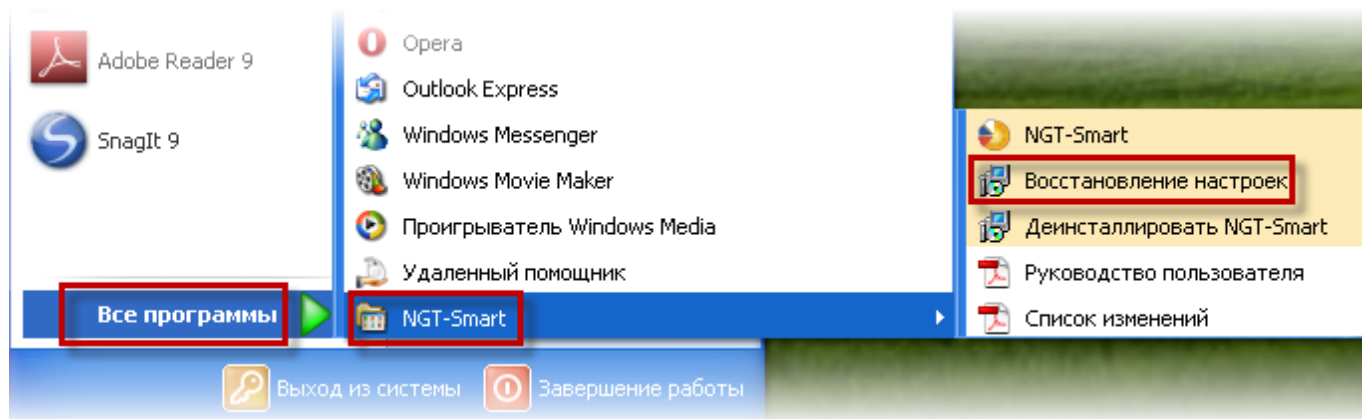 Adobe Reader 9
SnagIt 9
Все программы
Opera
Outlook Express
Windows Messenger
Windows Movie Maker
Проигрыватель Windows Media
Удаленный помощник
NGT-Smart
NGT-Smart
Восстановление настроек
Деинсталлировать NGT-Smart
Руководство пользователя
Список изменений
Выход из системы
Завершение работы